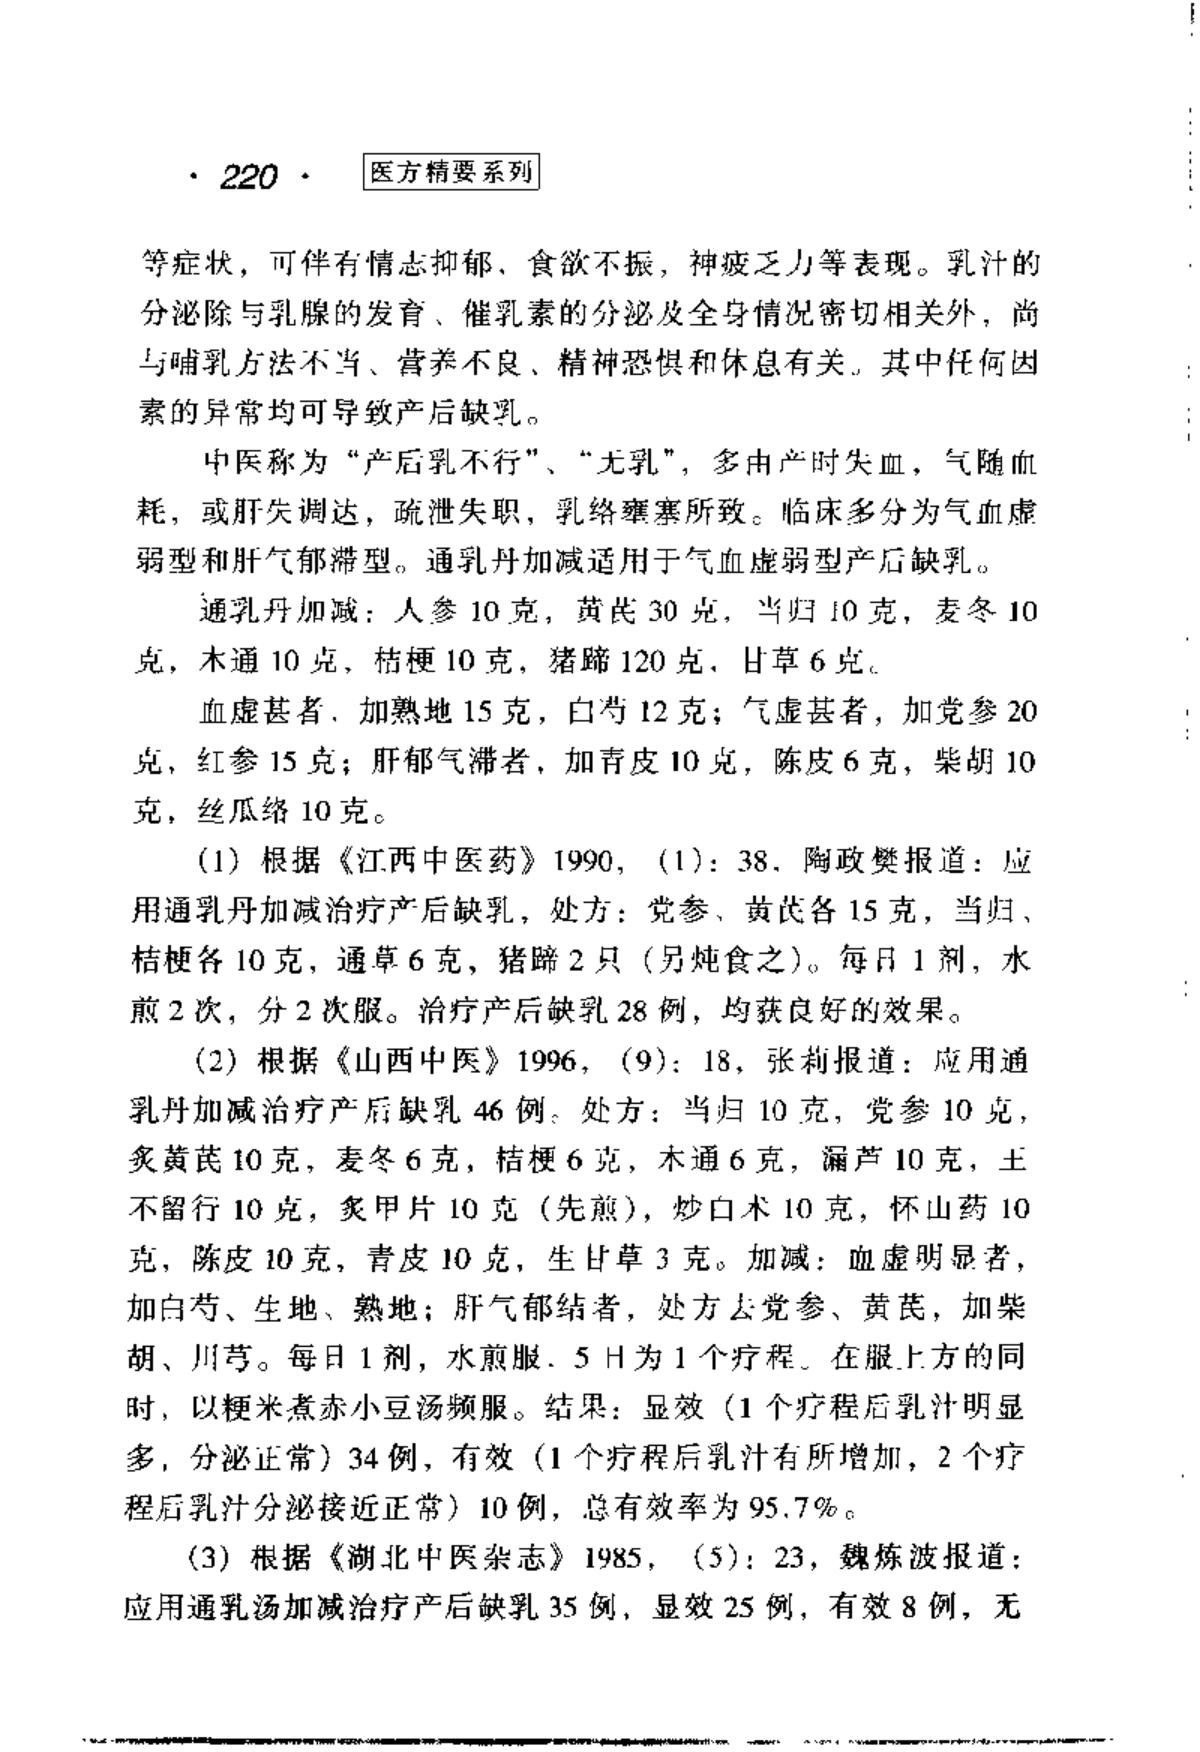 · 220 · 医方精要系列
等症状，可伴有情志抑郁、食欲不振，神疲乏力等表现。乳汁的
分泌除与乳腺的发育、催乳素的分泌及全身情况密切相关外，尚
与哺乳方法不当、营养不良、精神恐惧和休息有关。其中任何因
素的异常均可导致产后缺乳。
中医称为“产后乳不行”、“无乳”，多由产时失血，气随血
耗，或肝失调达，疏泄失职，乳络壅塞所致。临床多分为气血虚
弱型和肝气郁滞型。通乳丹加减适用于气血虚弱型产后缺乳。
通乳丹加减：人参 10 克，黄芪 30 克，当归 10 克，麦冬 10
克，木通 10 克，桔梗 10 克，猪蹄 120 克，甘草 6 克。
血虚甚者，加熟地 15 克，白芍 12 克；气虚甚者，加党参 20
克，红参 15 克；肝郁气滞者，加青皮 10 克，陈皮 6 克，柴胡 10
克，丝瓜络 10 克。
(1) 根据《江西中医药》1990，(1)：38，陶政燮报道：应
用通乳丹加减治疗产后缺乳，处方：党参、黄芪各 15 克，当归、
桔梗各 10 克，通草 6 克，猪蹄 2 只（另炖食之）。每日 1 剂，水
煎 2 次，分 2 次服。治疗产后缺乳 28 例，均获良好的效果。
(2) 根据《山西中医》1996，(9)：18，张莉报道：应用通
乳丹加减治疗产后缺乳 46 例。处方：当归 10 克，党参 10 克，
炙黄芪 10 克，麦冬 6 克，桔梗 6 克，木通 6 克，漏芦 10 克，王
不留行 10 克，炙甲片 10 克（先煎），炒白术 10 克，怀山药 10
克，陈皮 10 克，青皮 10 克，生甘草 3 克。加减：血虚明显者，
加白芍、生地、熟地；肝气郁结者，处方去党参、黄芪，加柴
胡、川芎。每日 1 剂，水煎服．5 日为 1 个疗程。在服上方的同
时，以粳米煮赤小豆汤频服。结果：显效（1 个疗程后乳汁明显
多，分泌正常）34 例，有效（1 个疗程后乳汁有所增加，2 个疗
程后乳汁分泌接近正常）10 例，总有效率为 95.7%。
(3) 根据《湖北中医杂志》1985，(5)：23，魏炼波报道：
应用通乳汤加减治疗产后缺乳 35 例，显效 25 例，有效 8 例，无